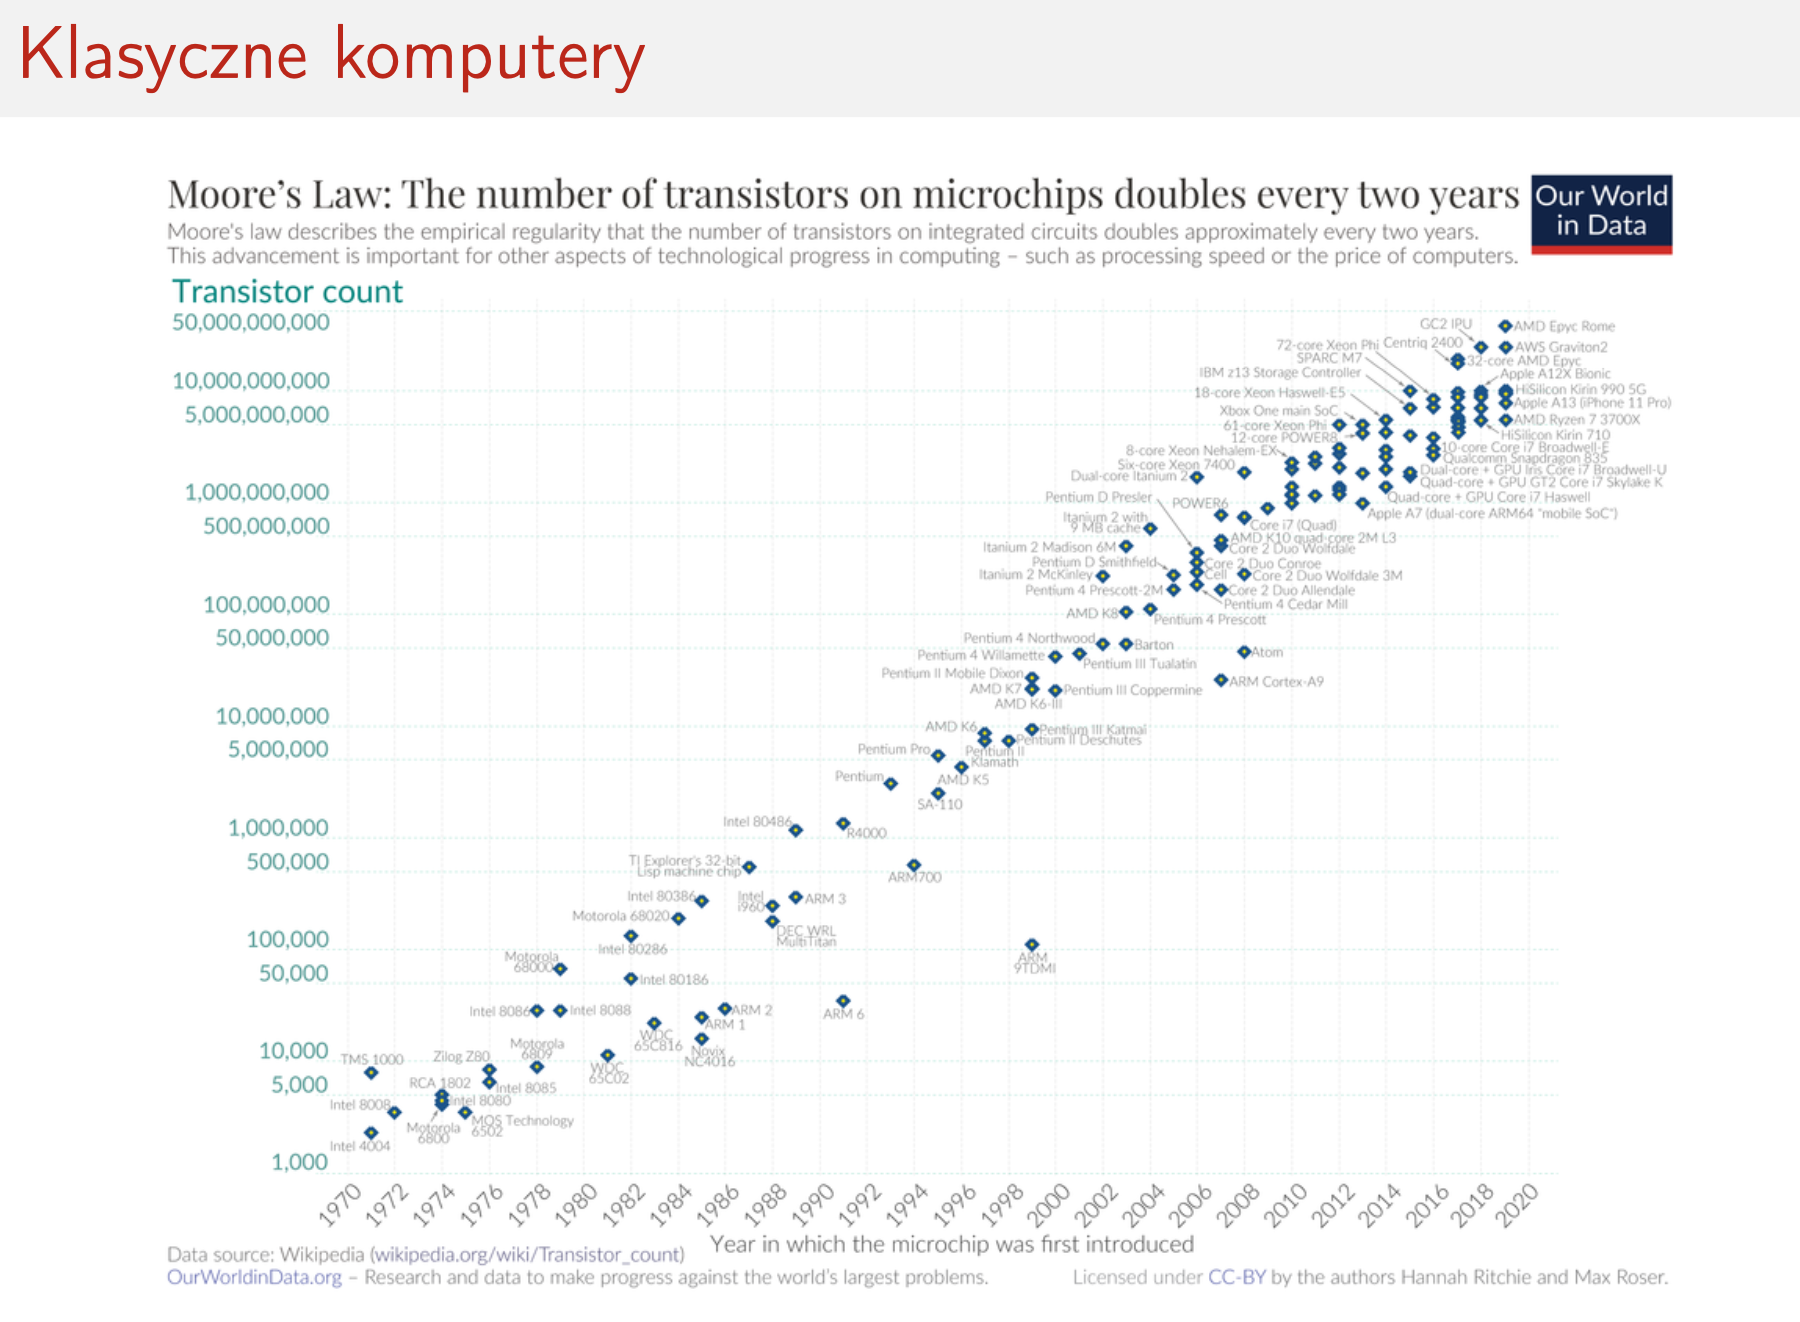 Klasyczne komputery
Moore's Law: The number of transistors on microchips doubles every two years
Our World
in Data
Moore's law describes the empirical regularity that the number of transistors on integrated circuits doubles approximately every two years.
This advancement is important for other aspects of technological progress in computing – such as processing speed or the price of computers.
Transistor count
50,000,000,000
10,000,000,000
5,000,000,000
1,000,000,000
500,000,000
100,000,000
50,000,000
10,000,000
5,000,000
1,000,000
500,000
100,000
50,000
10,000
5,000
1,000
GC2 IPU
AMD Epyc Rome
72-core Xeon Phi
Centriq 2400
AWS Graviton2
SPARC M7
32-core AMD Epyc
IBM z13 Storage Controller
Apple A12X Bionic
18-core Xeon Haswell-E5
HiSilicon Kirin 990 5G
Xbox One main SoC
Apple A13 (iPhone 11 Pro)
61-core Xeon Phi
AMD Ryzen 7 3700X
12-core POWER8
HiSilicon Kirin 710
8-core Xeon Nehalem-EX
10-core Core i7 Broadwell-E
Six-core Xeon 7400
Qualcomm Snapdragon 835
Dual-core Itanium 2
Dual-core + GPU Iris Core i7 Broadwell-U
Quad-core + GPU GT2 Core i7 Skylake K
Pentium D Presler
POWER6
Quad-core + GPU Core i7 Haswell
Itanium 2 with
9 MB cache
Apple A7 (dual-core ARM64 "mobile SoC")
Core i7 (Quad)
AMD K10 quad-core 2M L3
Itanium 2 Madison 6M
Core 2 Duo Wolfdale
Pentium D Smithfield
Core 2 Duo Conroe
Itanium 2 McKinley
Cell
Core 2 Duo Wolfdale 3M
Pentium 4 Prescott-2M
Core 2 Duo Allendale
Pentium 4 Cedar Mill
AMD K8
Pentium 4 Prescott
Pentium 4 Northwood
Barton
Atom
Pentium 4 Willamette
Pentium III Tualatin
Pentium II Mobile Dixon
ARM Cortex-A9
AMD K7
Pentium III Coppermine
AMD K6-III
AMD K6
Pentium III Katmai
Pentium II Deschutes
Pentium Pro
Pentium II
Klamath
Pentium
AMD K5
SA-110
Intel 80486
R4000
TI Explorer's 32-bit
Lisp machine chip
ARM700
Intel 80386
Intel
i960
ARM 3
Motorola 68020
DEC WRL
MultiTitan
Intel 80286
Motorola
68000
ARM
9TDMI
Intel 80186
Intel 8086
Intel 8088
ARM 2
ARM 6
ARM 1
WDC
65C816
Novix
NC4016
Motorola
6809
TMS 1000
Zilog Z80
WDC
65C02
RCA 1802
Intel 8085
Intel 8008
Intel 8080
Motorola
6800
MOS Technology
6502
Intel 4004
1970
1972
1974
1976
1978
1980
1982
1984
1986
1988
1990
1992
1994
1996
1998
2000
2002
2004
2006
2008
2010
2012
2014
2016
2018
2020
Year in which the microchip was first introduced
Data source: Wikipedia (wikipedia.org/wiki/Transistor_count)
OurWorldinData.org – Research and data to make progress against the world's largest problems.
Licensed under CC-BY by the authors Hannah Ritchie and Max Roser.